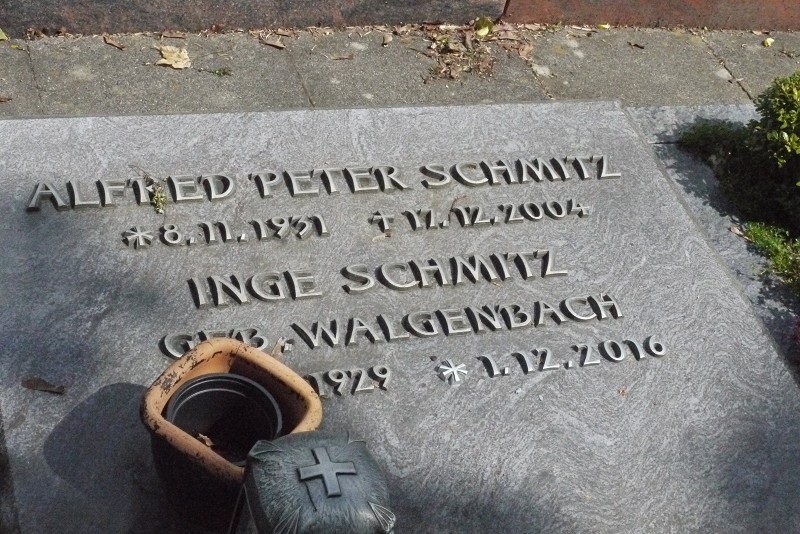 ALFRED PETER SCHMITZ
* 8.11.1931 † 17.12.2004
INGE SCHMITZ
GEB. WALGENBACH
1929 * 1.12.2016